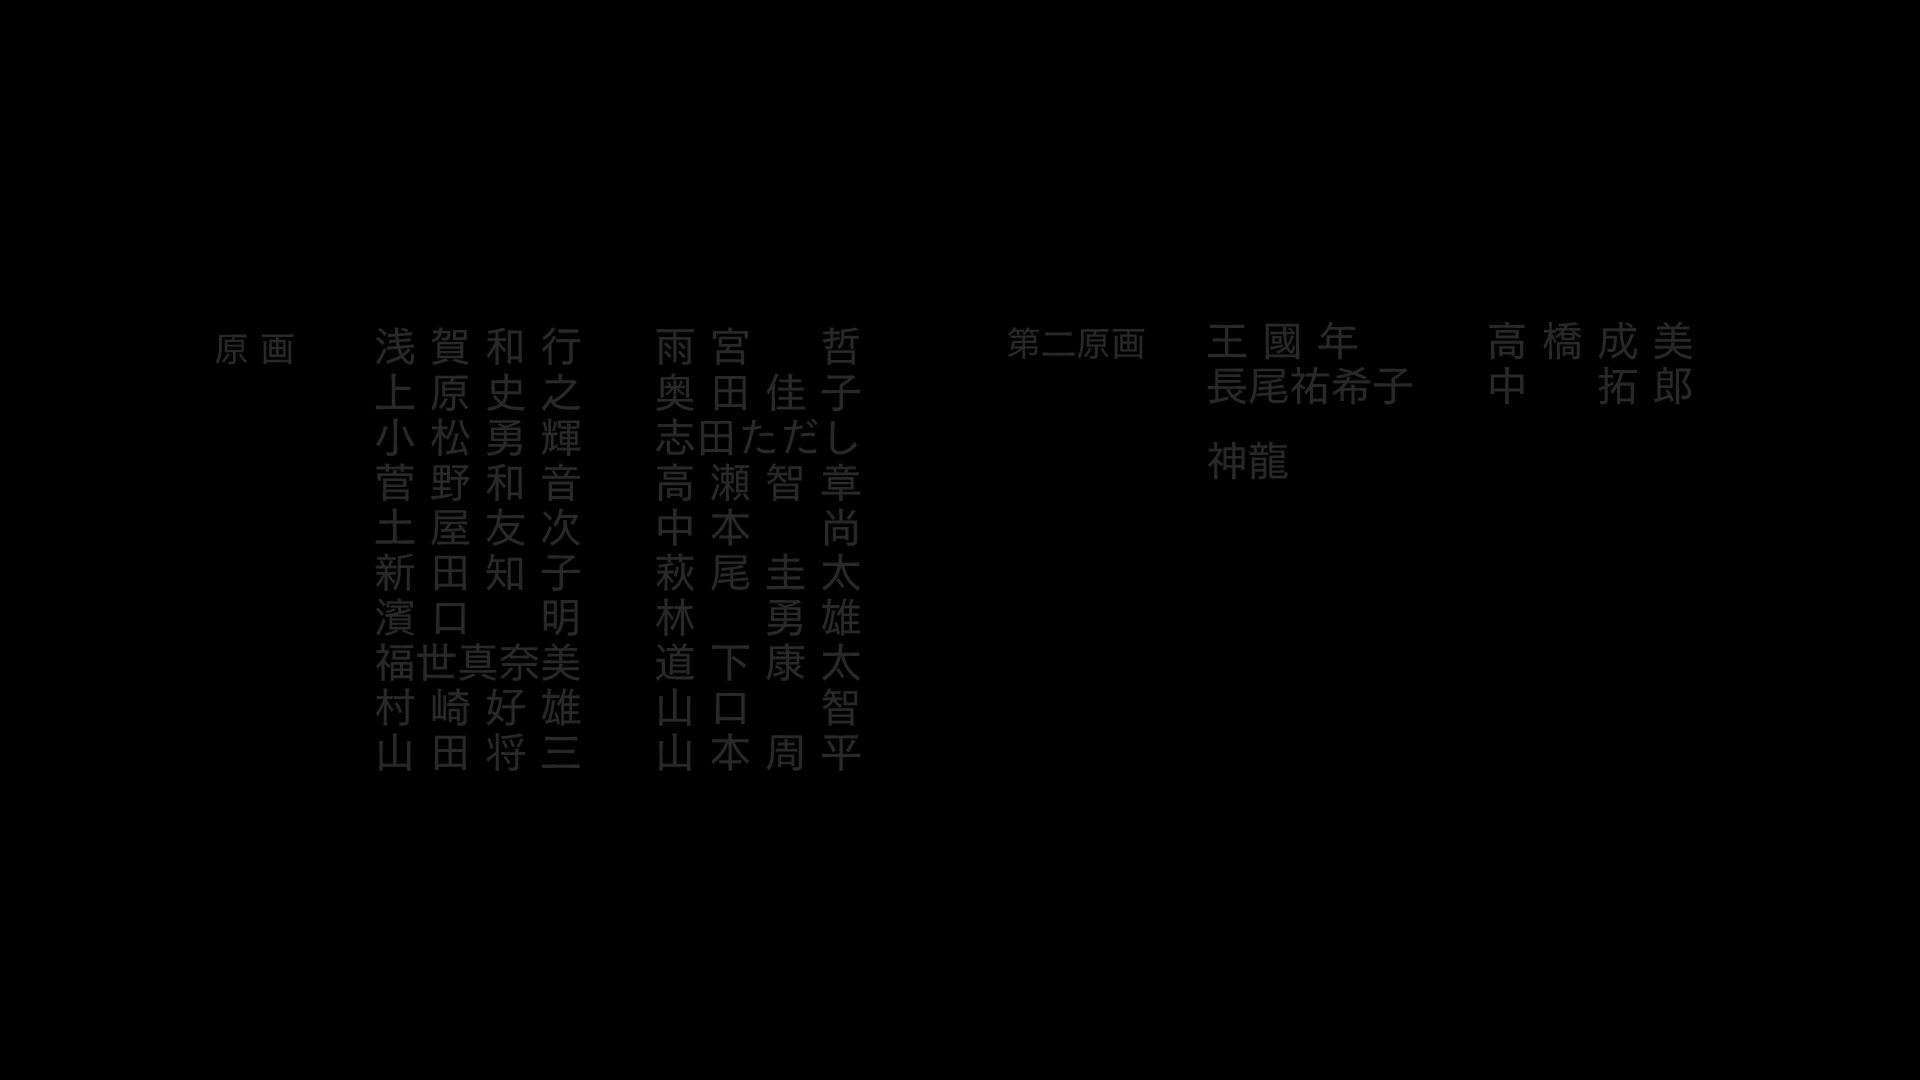 原画 浅賀和行 雨宮 哲
上原史之 奥田佳子
小松勇輝 志田ただし
菅野和音 高瀬智章
土屋友次 中本 尚
新田知子 萩尾圭太
濱口 明 林 勇雄
福世真奈美 道下康太
村崎好雄 山口 智
山田将三 山本周平
第二原画 王國年 高橋成美
長尾祐希子 中 拓郎
神龍